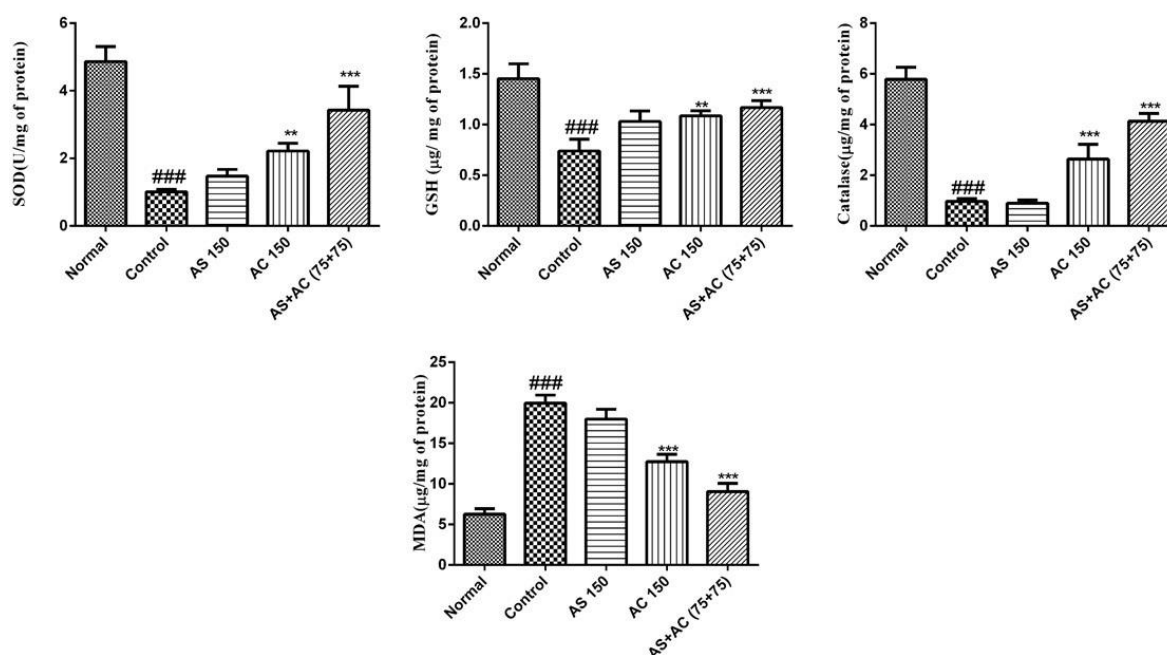 SOD(U/mg of protein)
6
4
2
0
###
**
***
Normal
Control
AS 150
AC 150
AS+AC (75+75)
GSH (µg/ mg of protein)
2.0
1.5
1.0
0.5
0.0
###
**
***
Normal
Control
AS 150
AC 150
AS+AC (75+75)
Catalase(µg/mg of protein)
8
6
4
2
0
###
***
***
Normal
Control
AS 150
AC 150
AS+AC (75+75)
MDA(µg/mg of protein)
25
20
15
10
5
0
###
***
***
Normal
Control
AS 150
AC 150
AS+AC (75+75)